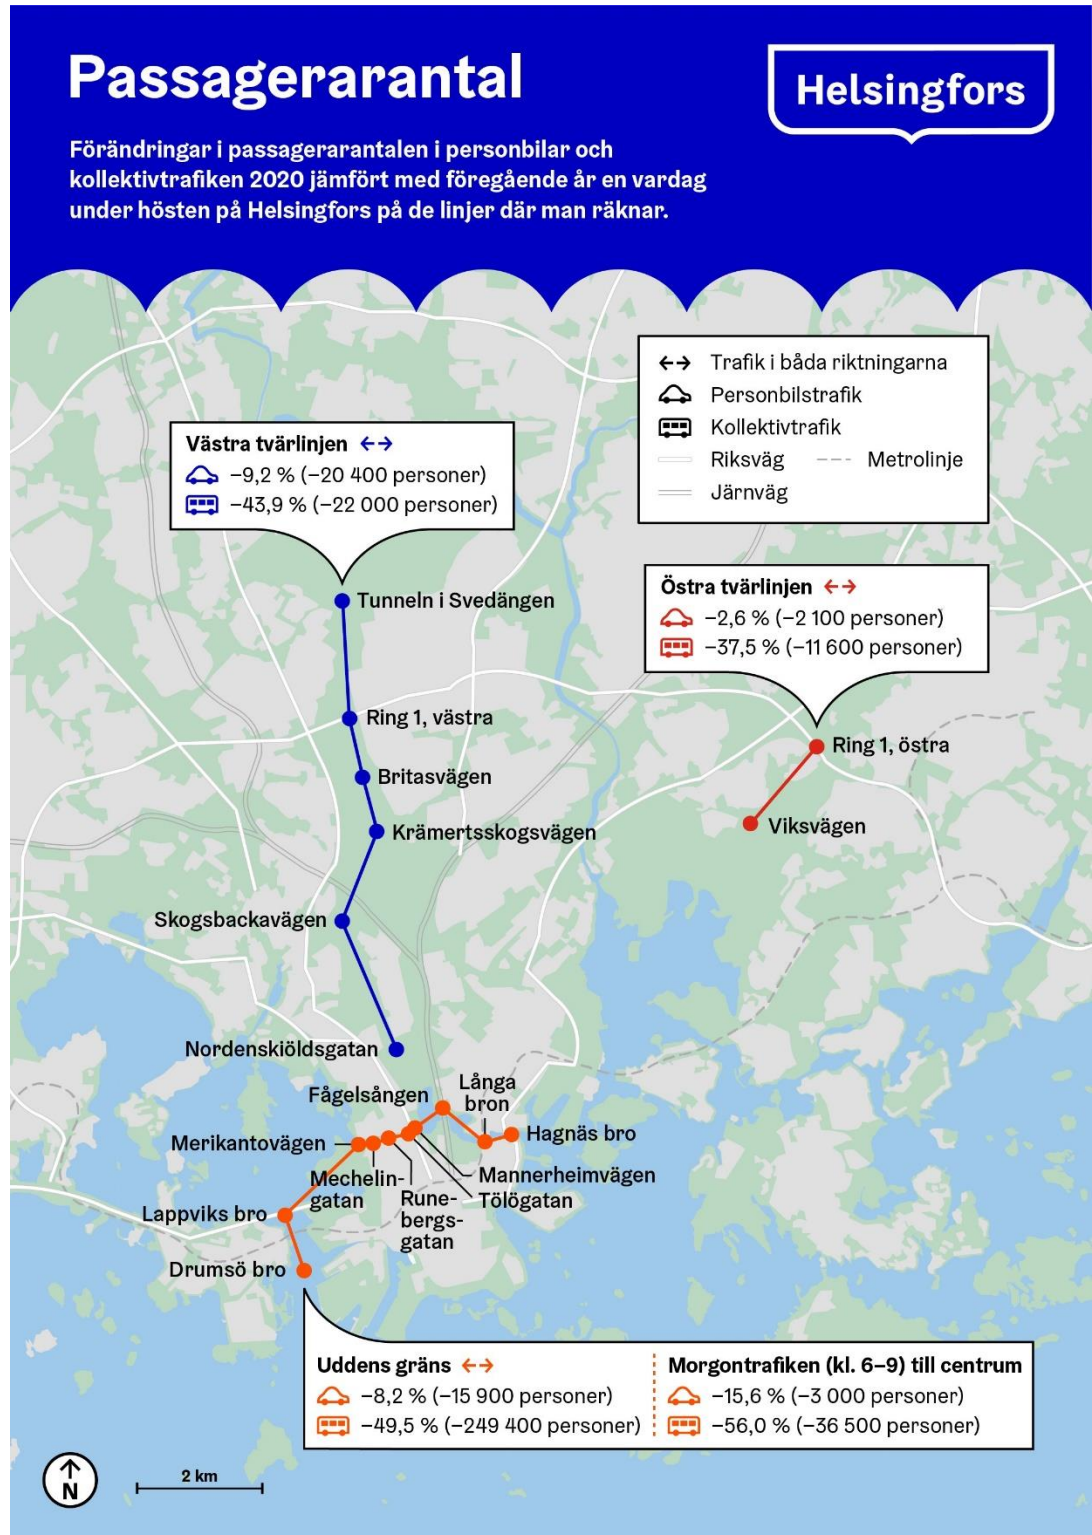 Passagerarantal
Helsingfors
Förändringar i passagerarantalen i personbilar och
kollektivtrafiken 2020 jämfört med föregående år en vardag
under hösten på Helsingfors på de linjer där man räknar.
Trafik i båda riktningarna
Personbilstrafik
Kollektivtrafik
Riksväg
Metrolinje
Järnväg
Västra tvärlinjen
−9,2 % (−20 400 personer)
−43,9 % (−22 000 personer)
Östra tvärlinjen
−2,6 % (−2 100 personer)
−37,5 % (−11 600 personer)
Tunneln i Svedängen
Ring 1, västra
Ring 1, östra
Britasvägen
Krämertsskogsvägen
Viksvägen
Skogsbackavägen
Nordenskiöldsgatan
Fågelsången
Långa
bron
Hagnäs bro
Merikantovägen
Mechelin-
gatan
Mannerheimvägen
Tölögatan
Rune-
bergs-
gatan
Lappviks bro
Drumsö bro
Uddens gräns
−8,2 % (−15 900 personer)
−49,5 % (−249 400 personer)
Morgontrafiken (kl. 6–9) till centrum
−15,6 % (−3 000 personer)
−56,0 % (−36 500 personer)
N
2 km